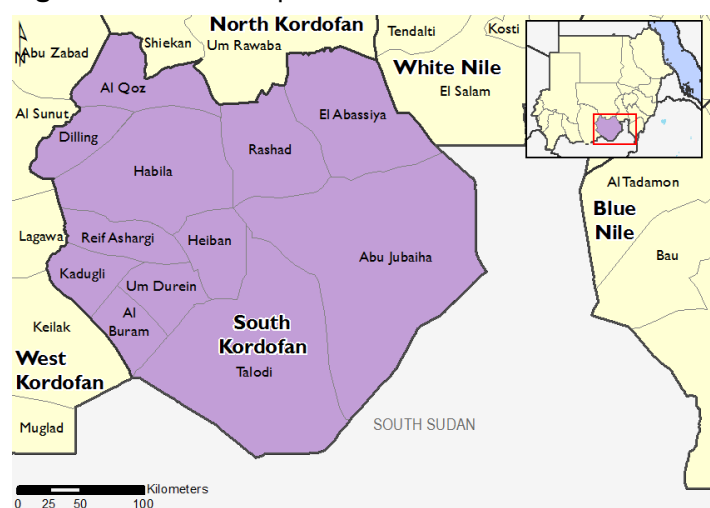 North Kordofan
Tendalti
Kosti
Shiekan
Um Rawaba
N
Abu Zabad
White Nile
El Salam
Al Qoz
Al Sunut
El Abassiya
Dilling
Rashad
Habila
Al Tadamon
Blue
Nile
Lagawa
Reif Ashargi
Heiban
Bau
Abu Jubaiha
Kadugli
Um Durein
Al
Buram
Keilak
South
Kordofan
West
Kordofan
Talodi
Muglad
SOUTH SUDAN
Kilometers
0 25 50 100